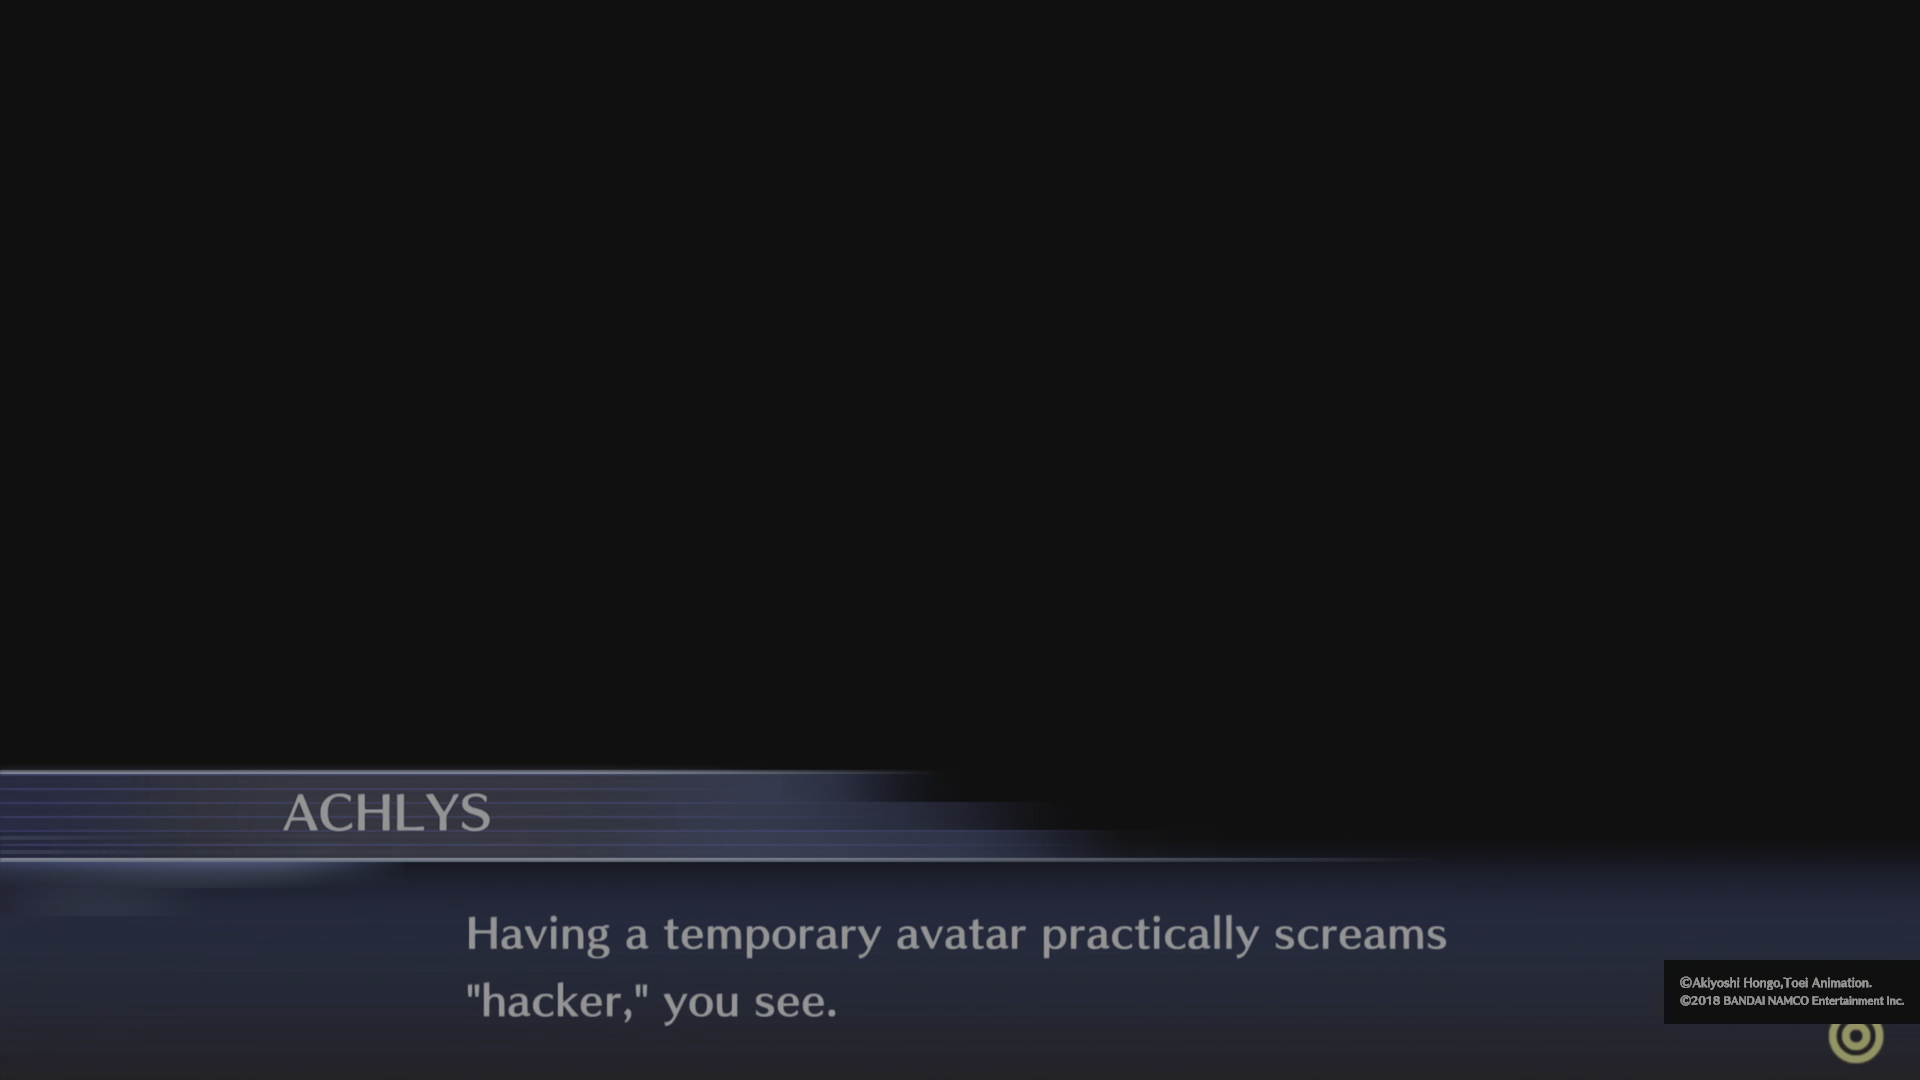 ACHLYS
Having a temporary avatar practically screams
"hacker," you see.
©Akiyoshi Hongo,Toei Animation.
©2018 BANDAI NAMCO Entertainment Inc.